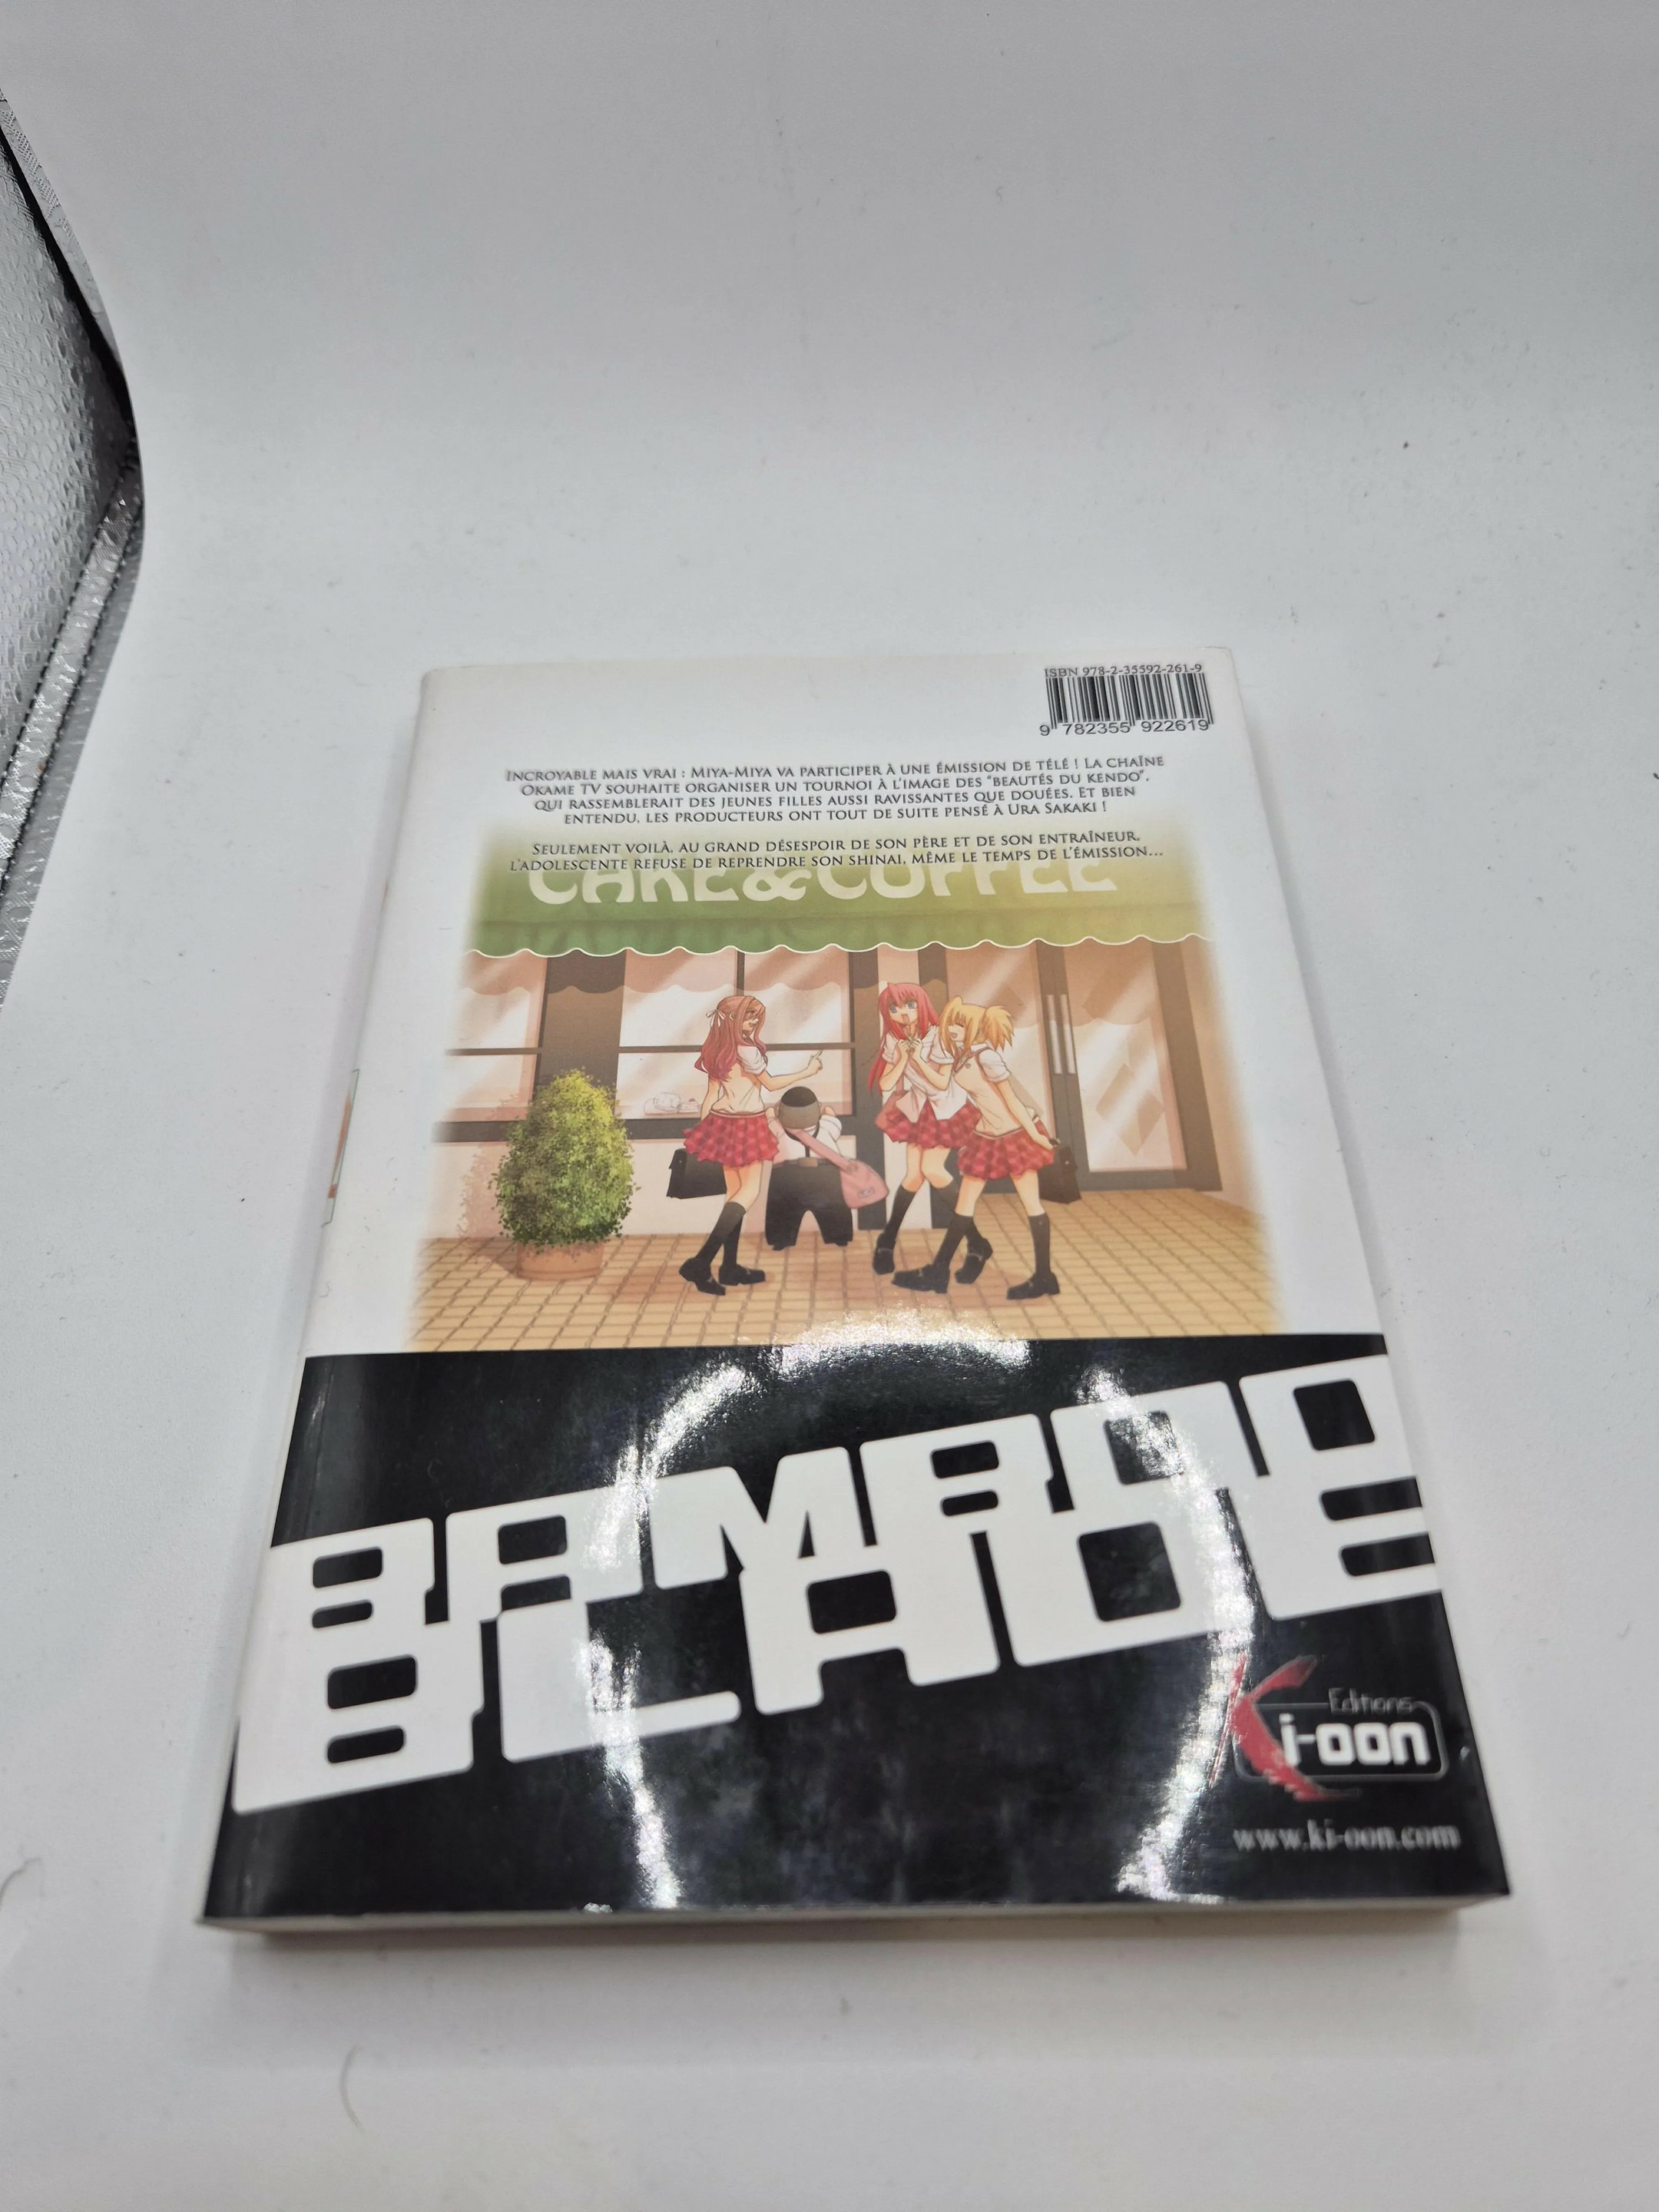 ISBN 978-2-35592-261-9
9 782355 922619
INCROYABLE MAIS VRAI : MIYA-MIYA VA PARTICIPER À UNE ÉMISSION DE TÉLÉ ! LA CHAÎNE
OKAME TV SOUHAITE ORGANISER UN TOURNOI À L'IMAGE DES "BEAUTÉS DU KENDO",
QUI RASSEMBLERAIT DES JEUNES FILLES AUSSI RAVISSANTES QUE DOUÉES. ET BIEN
ENTENDU, LES PRODUCTEURS ONT TOUT DE SUITE PENSÉ À URA SAKAKI !
SEULEMENT VOILÀ, AU GRAND DÉSESPOIR DE SON PÈRE ET DE SON ENTRAÎNEUR,
L'ADOLESCENTE REFUSE DE REPRENDRE SON SHINAI, MÊME LE TEMPS DE L'ÉMISSION...
CAKE&COFFEE
BAMBOO
BLADE
Editions
Ki-oon
www.ki-oon.com